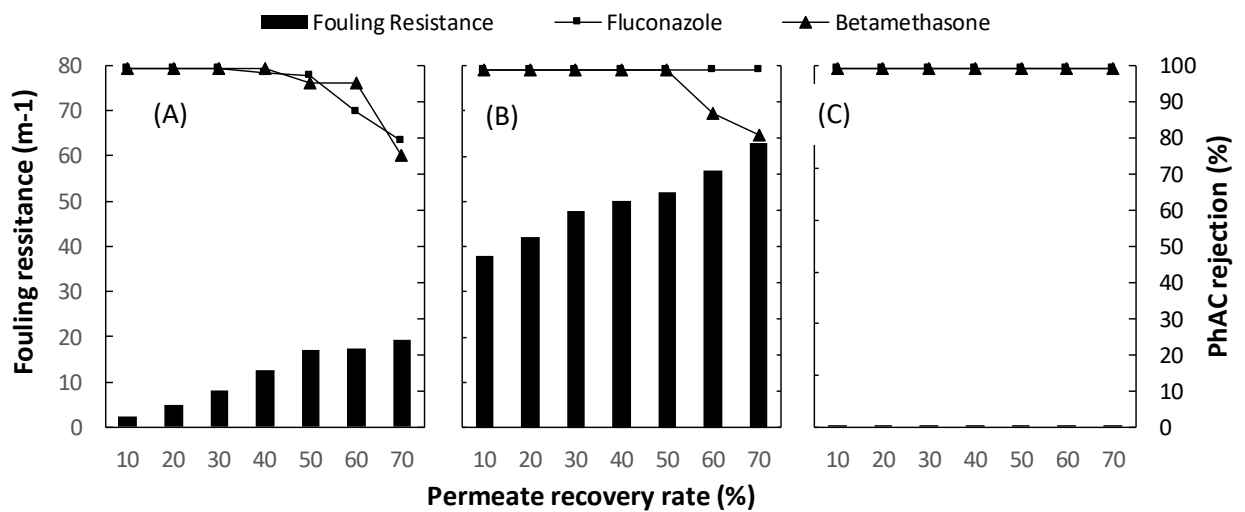 Fouling Resistance Fluconazole Betamethasone
Fouling ressitance (m-1)
80
70
60
50
40
30
20
10
0
(A)
(B)
(C)
100
90
80
70
60
50
40
30
20
10
0
PhAC rejection (%)
10 20 30 40 50 60 70 10 20 30 40 50 60 70 10 20 30 40 50 60 70
Permeate recovery rate (%)